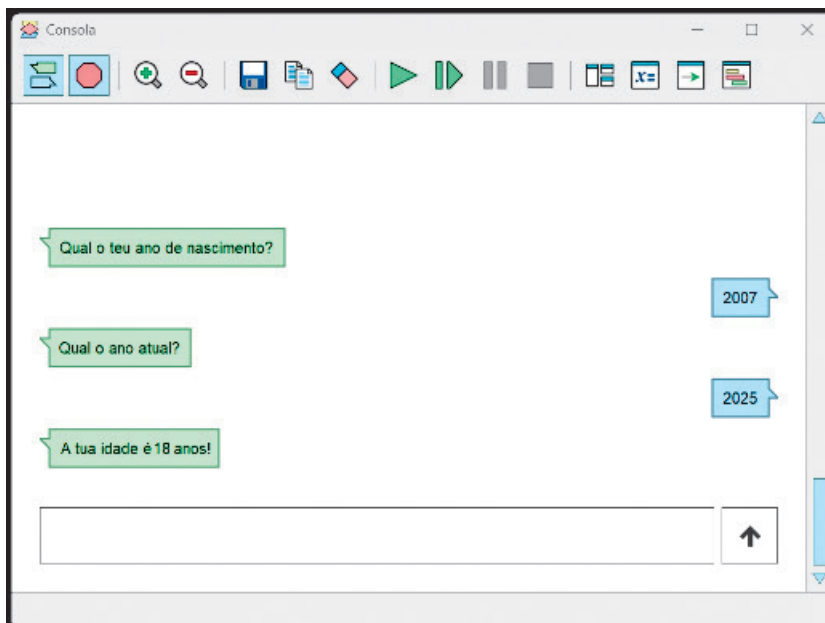 Consola
x=
Qual o teu ano de nascimento?
2007
Qual o ano atual?
2025
A tua idade é 18 anos!